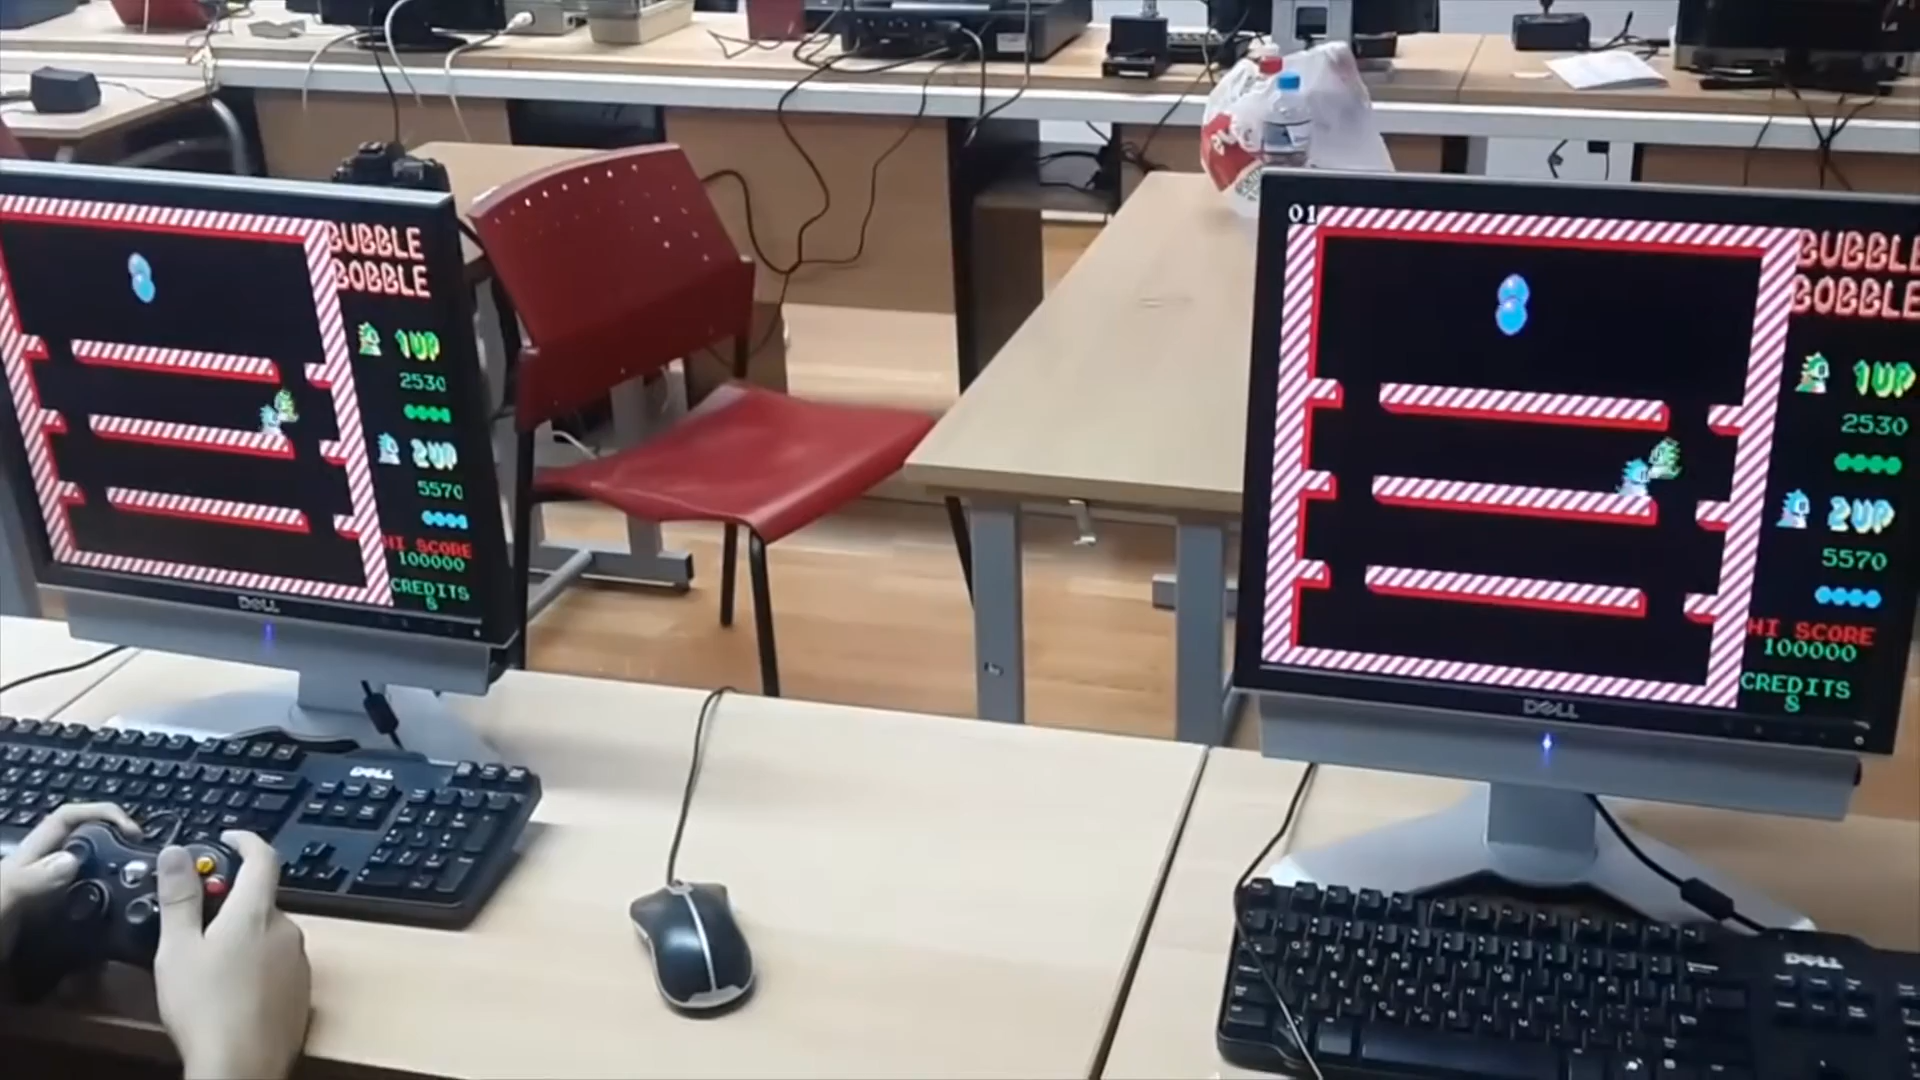 BUBBLE
BOBBLE
1UP
2530
2UP
5570
HI SCORE
100000
CREDITS
8
DELL
DELL
01
BUBBLE
BOBBLE
1UP
2530
2UP
5570
HI SCORE
100000
CREDITS
8
DELL
DELL